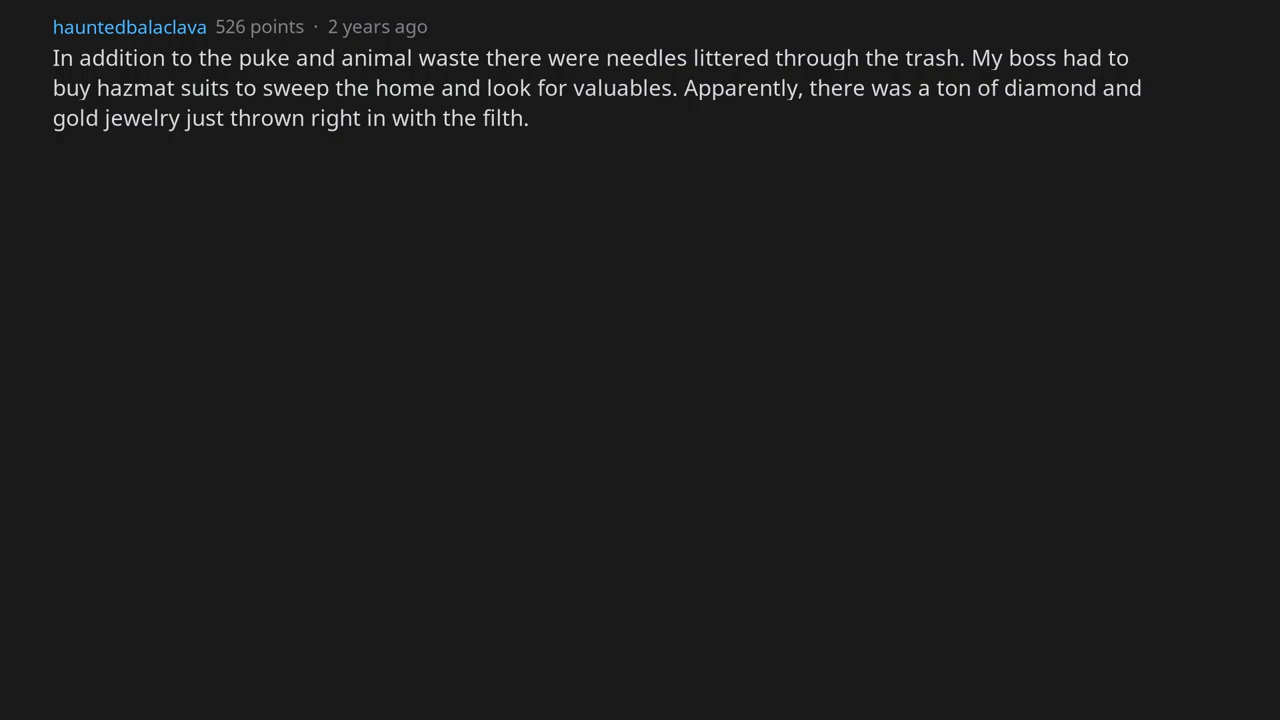 hauntedbalaclava 526 points · 2 years ago
In addition to the puke and animal waste there were needles littered through the trash. My boss had to
buy hazmat suits to sweep the home and look for valuables. Apparently, there was a ton of diamond and
gold jewelry just thrown right in with the filth.